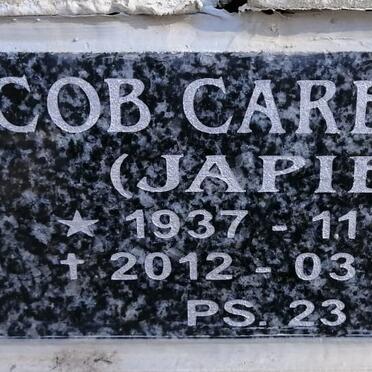 COB CARE
(JAPIE
★ 1937 - 11
✝ 2012 - 03
PS. 23